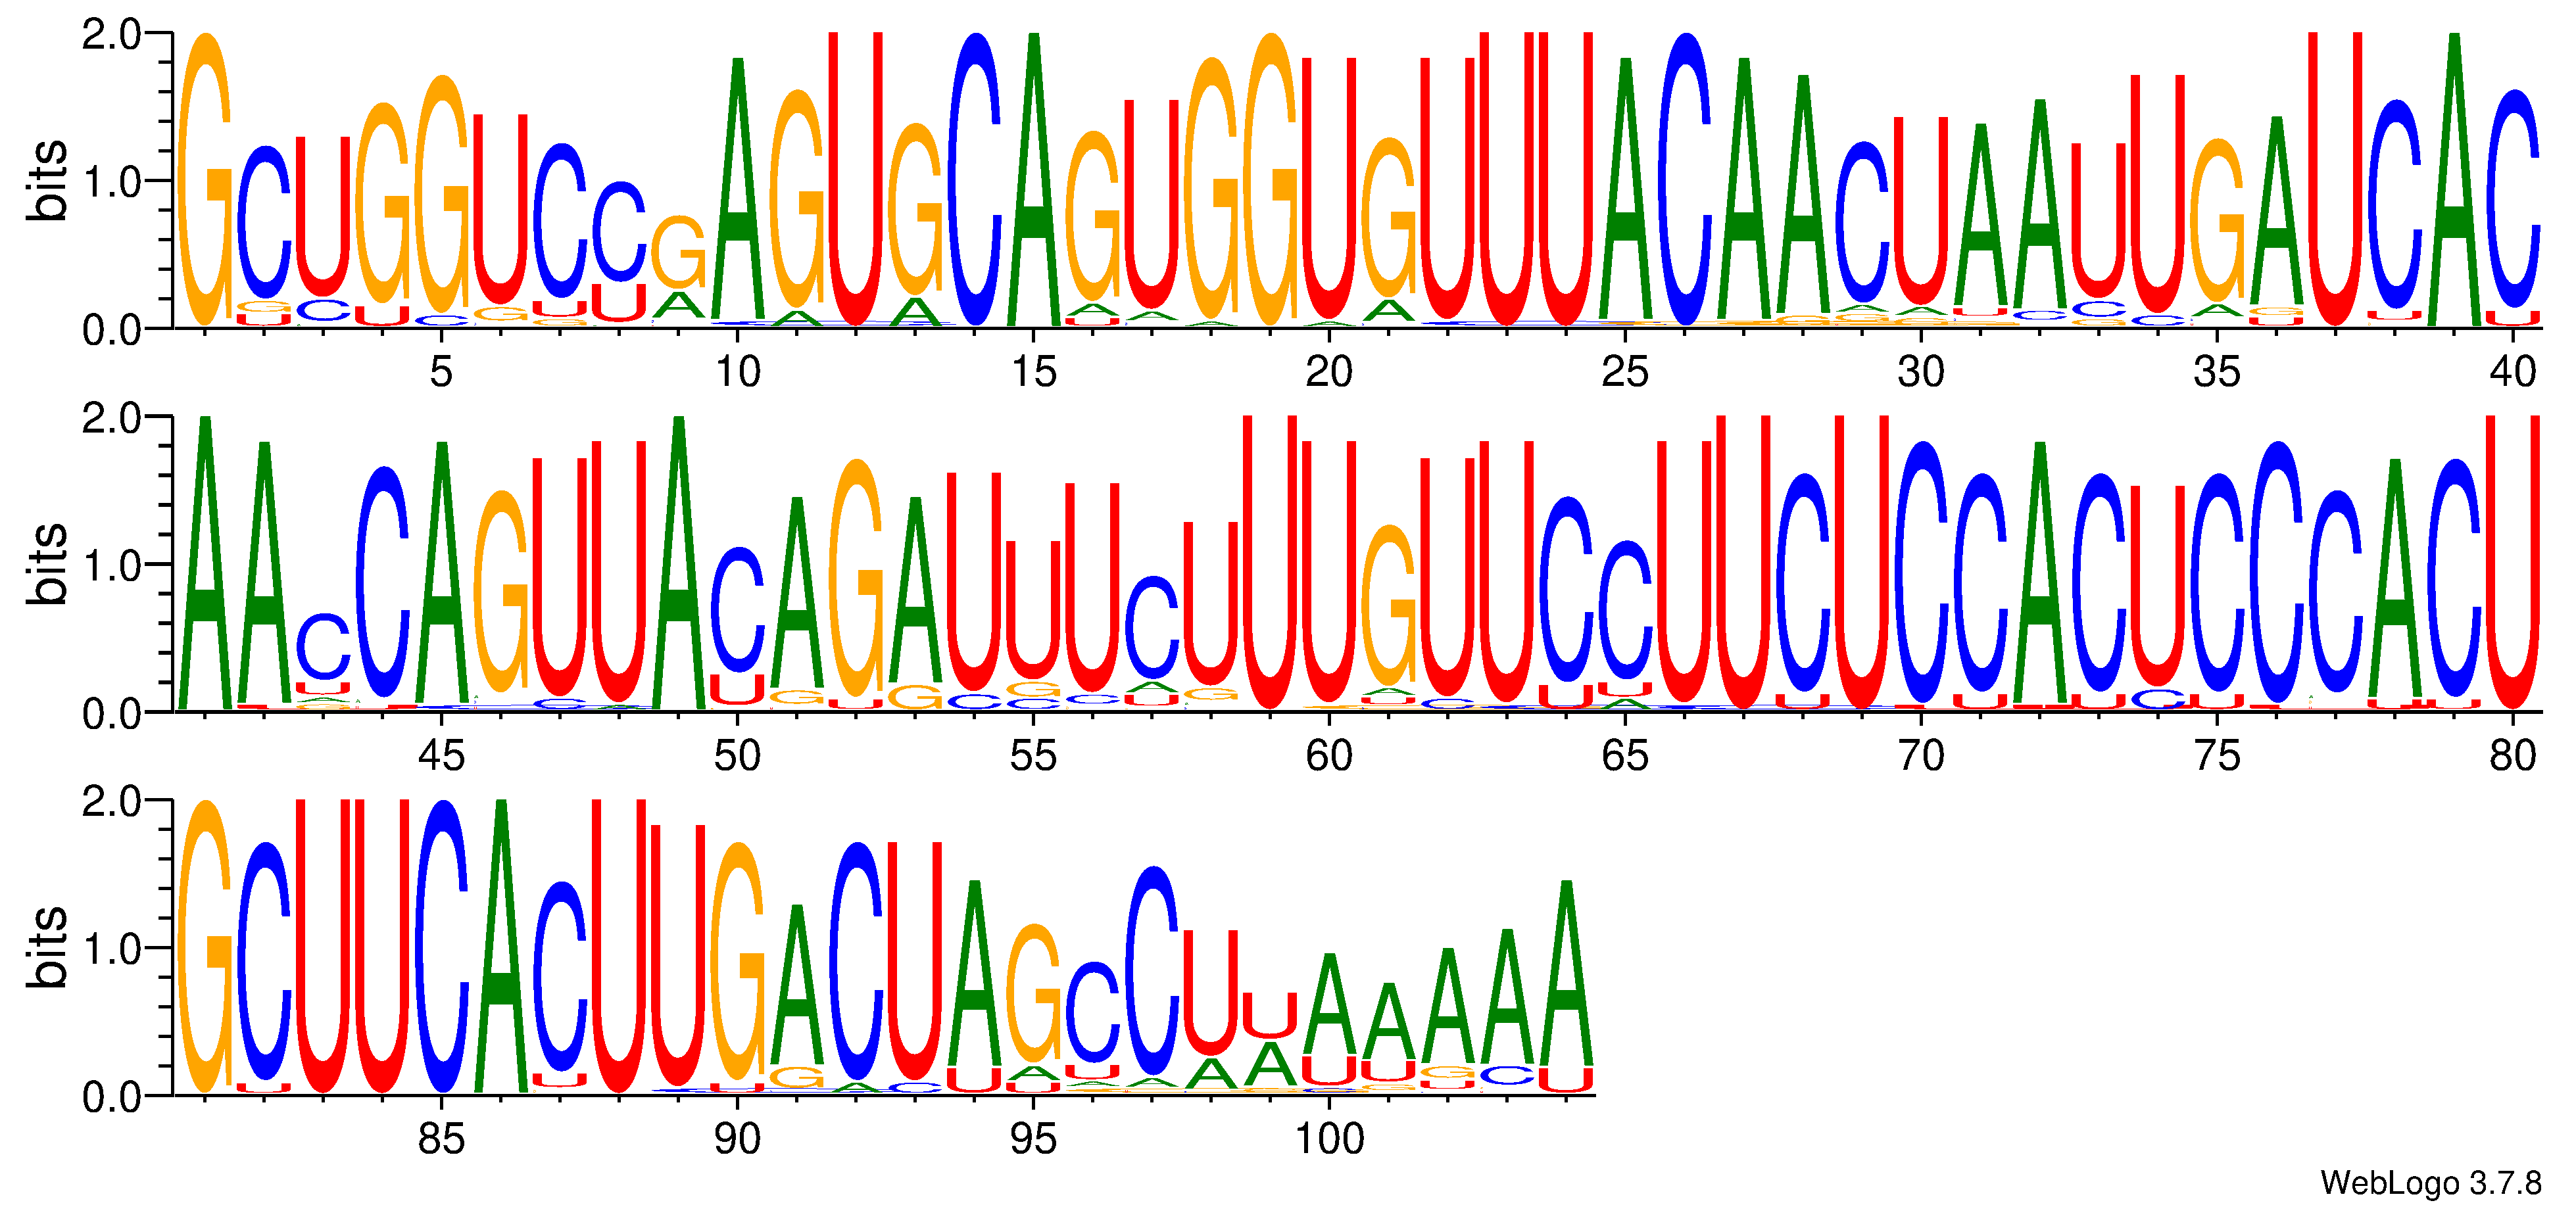 2.0
1.0
0.0
bits
GCUGGUCCGAGUGCAGUGGUGUUUACAACUAAUUGAUCAC
5 10 15 20 25 30 35 40
2.0
1.0
0.0
bits
AACCAGUUACAGAUUUCUUUGUUCCUUCUCCACUCCCACU
45 50 55 60 65 70 75 80
2.0
1.0
0.0
bits
GCUUCACUUGACUAGCCUUAAAAA
85 90 95 100
WebLogo 3.7.8